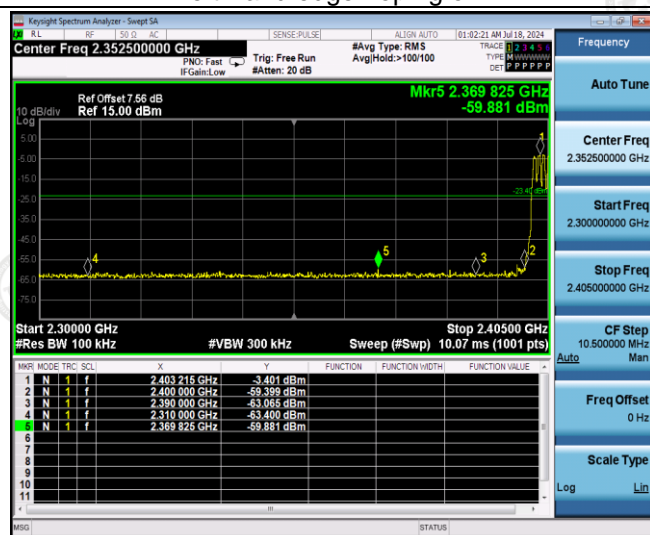 Keysight Spectrum Analyzer - Swept SA
RL RF 50 Ω AC SENSE:PULSE ALIGN AUTO 01:02:21 AM Jul 18, 2024
Center Freq 2.352500000 GHz
PNO: Fast
IFGain:Low
Trig: Free Run
#Atten: 20 dB
#Avg Type: RMS
Avg|Hold:>100/100
TRACE 1 2 3 4 5 6
TYPE M W W W W W
DET P P P P P P
Ref Offset 7.56 dB
10 dB/div Ref 15.00 dBm
Log
Mkr5 2.369 825 GHz
-59.881 dBm
5.00
-5.00
-15.0
-25.0
-35.0
-45.0
-55.0
-65.0
-75.0
1
4
5
3
2
Start 2.30000 GHz Stop 2.40500 GHz
#Res BW 100 kHz #VBW 300 kHz Sweep (#Swp) 10.07 ms (1001 pts)
MKR MODE TRC SCL X Y FUNCTION FUNCTION WIDTH FUNCTION VALUE
1 N 1 f 2.403 215 GHz -3.401 dBm
2 N 1 f 2.400 000 GHz -59.399 dBm
3 N 1 f 2.390 000 GHz -63.065 dBm
4 N 1 f 2.310 000 GHz -63.400 dBm
5 N 1 f 2.369 825 GHz -59.881 dBm
6
7
8
9
10
11
MSG STATUS
Frequency
Auto Tune
Center Freq
2.352500000 GHz
Start Freq
2.300000000 GHz
Stop Freq
2.405000000 GHz
CF Step
10.500000 MHz
Auto Man
Freq Offset
0 Hz
Scale Type
Log Lin